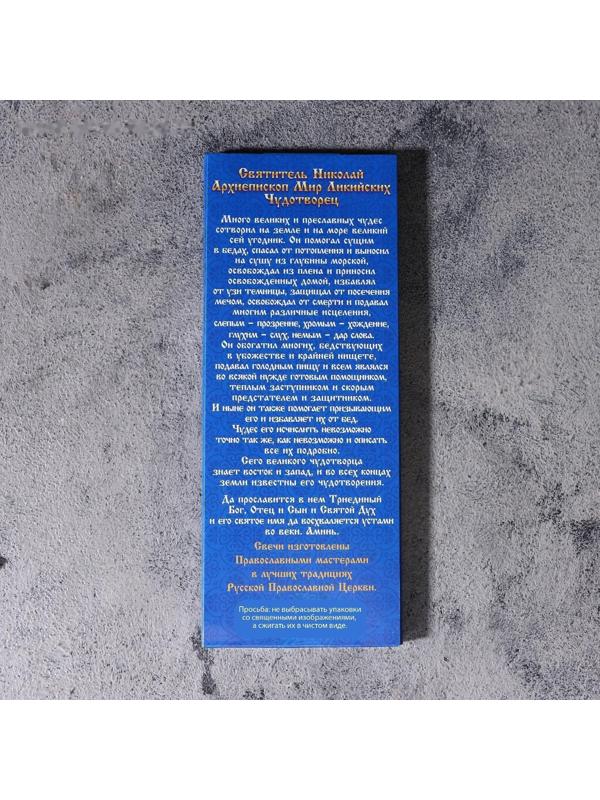 Святитель Николай
Архиепископ Мир Ликийских
Чудотворец
Много великих и преславных чудес
сотворил на земле и на море великий
сей угодник. Он помогал сущим
в бедах, спасал от потопления и выносил
на сушу из глубины морской,
освобождал из плена и приносил
освобожденных домой, избавлял
от узи темницы, защищал от посечения
мечом, освобождал от смерти и подавал
многим различные исцеления,
слепым – прозрение, хромым – хождение,
глухим – слух, немым – дар слова.
Он обогатил многих, бедствующих
в убожестве и крайней нищете,
подавал голодным пищу и всем являлся
во всякой нужде готовым помощником,
теплым заступником и скорым
предстателем и защитником.
И ныне он также помогает призывающим
его и избавляет их от бед.
Чудес его исчислить невозможно
точно так же, как невозможно и описать
все их подробно.
Сего великого чудотворца
знает восток и запад, и во всех концах
земли известны его чудотворения.
Да прославится в нем Триединый
Бог, Отец и Сын и Святой Дух
и его святое имя да восхваляется устами
во веки. Аминь.
Свечи изготовлены
Православными мастерами
в лучших традициях
Русской Православной Церкви.
Просьба: не выбрасывать упаковки
со священными изображениями,
а сжигать их в чистом виде.